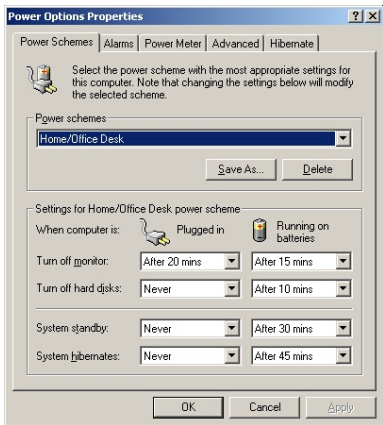 Power Options Properties
Power Schemes Alarms Power Meter Advanced Hibernate
Select the power scheme with the most appropriate settings for
this computer. Note that changing the settings below will modify
the selected scheme.
Power schemes
Home/Office Desk
Save As... Delete
Settings for Home/Office Desk power scheme
When computer is: Plugged in Running on
batteries
Turn off monitor: After 20 mins After 15 mins
Turn off hard disks: Never After 10 mins
System standby: Never After 30 mins
System hibernates: Never After 45 mins
OK Cancel Apply